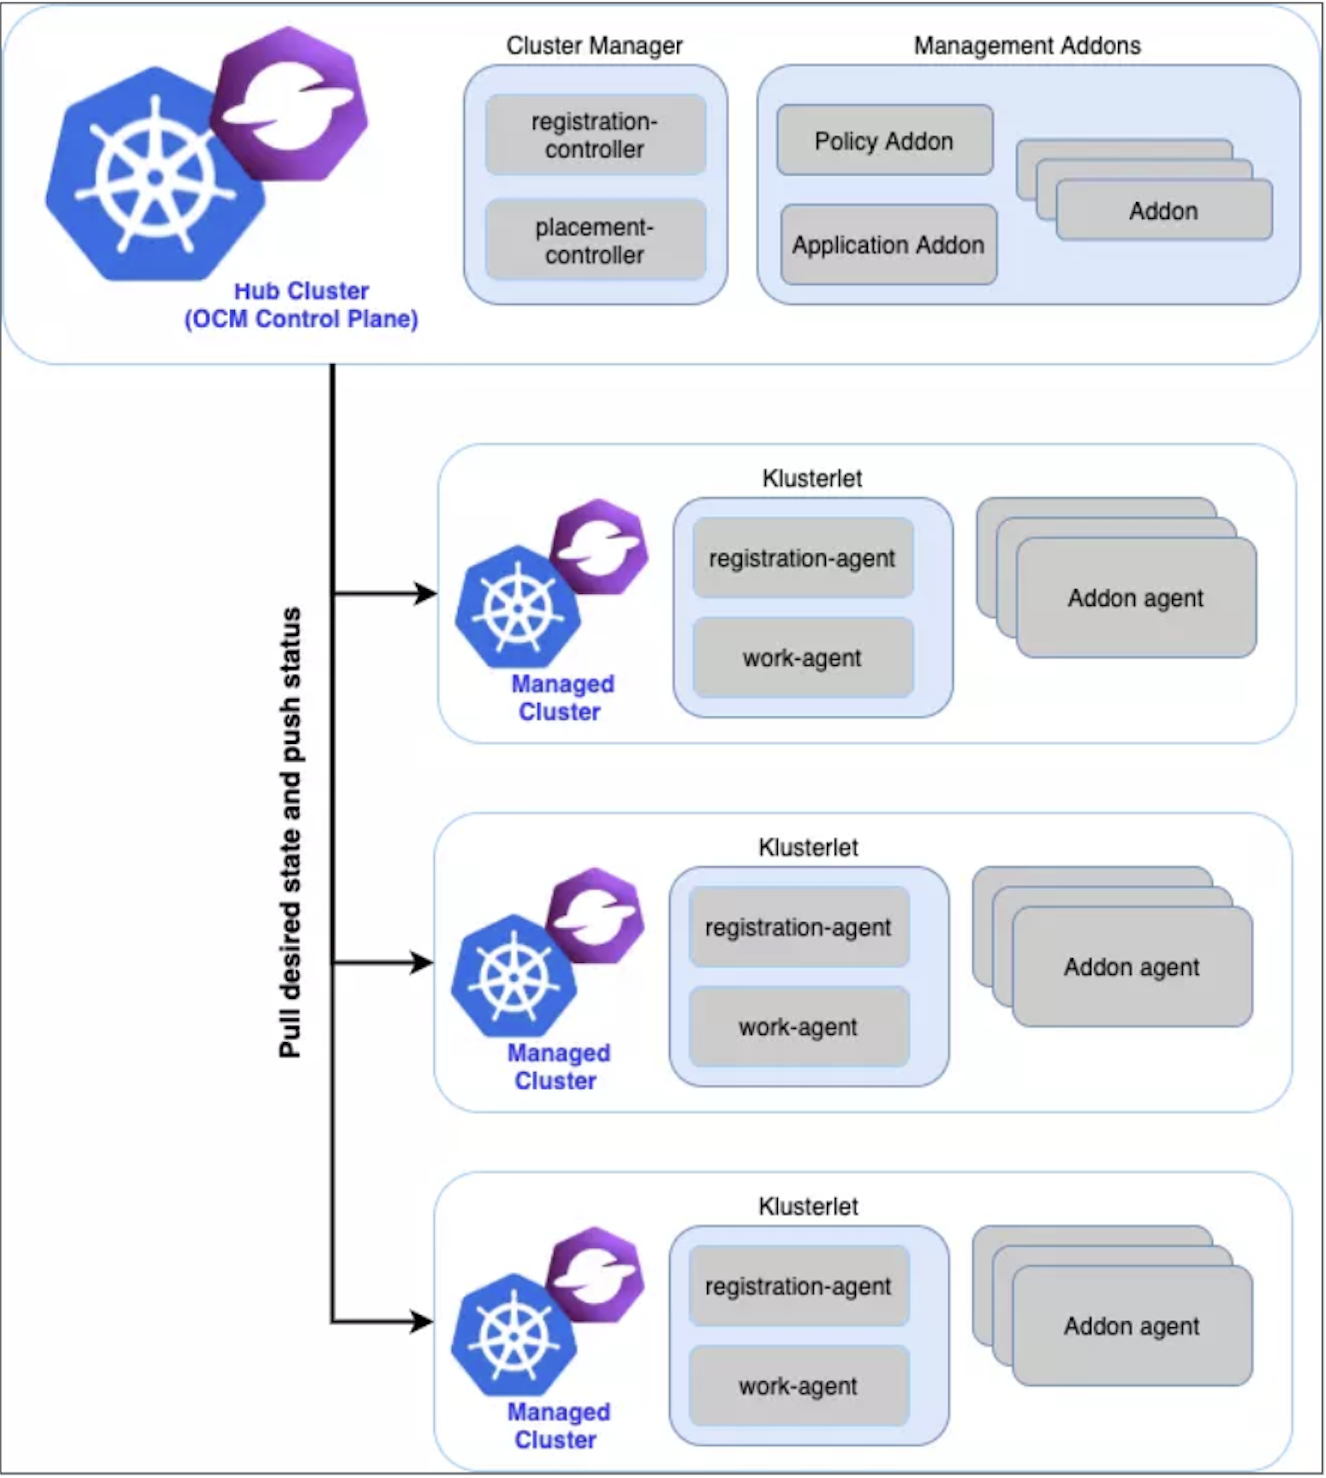 Cluster Manager
Management Addons
registration-
controller
placement-
controller
Policy Addon
Application Addon
Addon
Hub Cluster
(OCM Control Plane)
Pull desired state and push status
Klusterlet
registration-agent
work-agent
Addon agent
Managed
Cluster
Klusterlet
registration-agent
work-agent
Addon agent
Managed
Cluster
Klusterlet
registration-agent
work-agent
Addon agent
Managed
Cluster